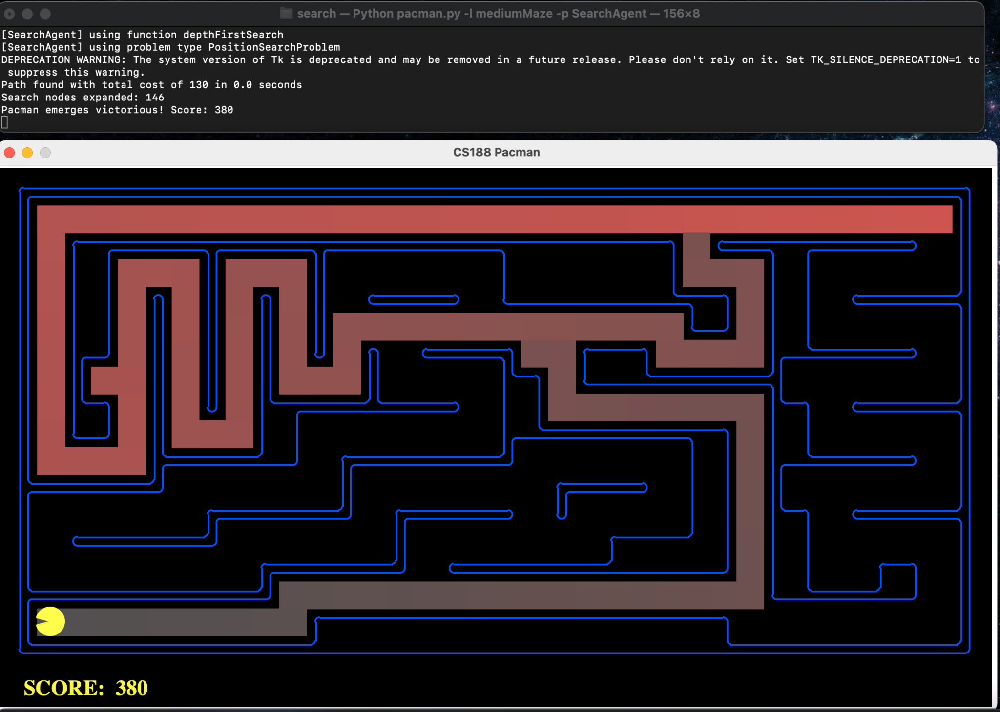 search — Python pacman.py -l mediumMaze -p SearchAgent — 156×8
[SearchAgent] using function depthFirstSearch
[SearchAgent] using problem type PositionSearchProblem
DEPRECATION WARNING: The system version of Tk is deprecated and may be removed in a future release. Please don't rely on it. Set TK_SILENCE_DEPRECATION=1 to
 suppress this warning.
Path found with total cost of 130 in 0.0 seconds
Search nodes expanded: 146
Pacman emerges victorious! Score: 380
CS188 Pacman
SCORE: 380